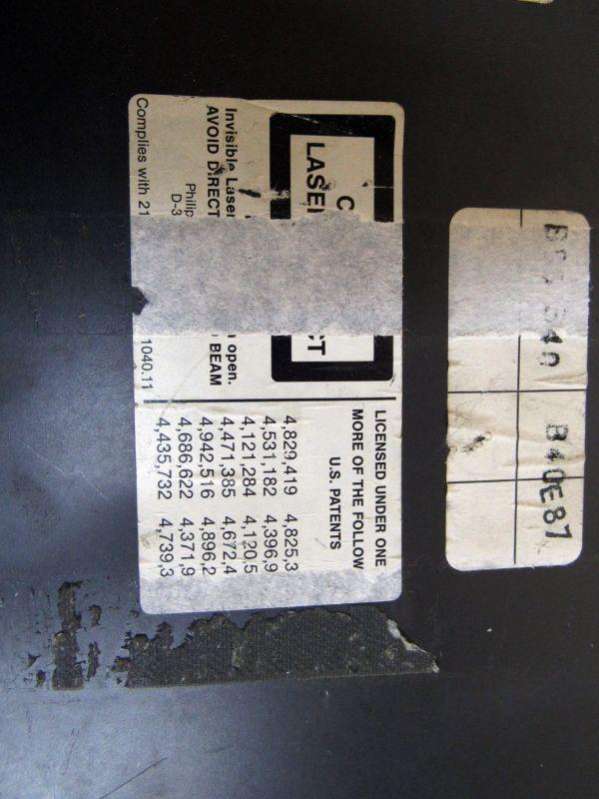 C
LASE
CT
Invisible Laser
open.
AVOID DIRECT
BEAM
Philip
D-3
Complies with 21
1040.11
LICENSED UNDER ONE
MORE OF THE FOLLOW
U.S. PATENTS
4,829,419 4,825,3
4,531,182 4,396,9
4,121,284 4,120,5
4,471,385 4,672,4
4,942,516 4,896,2
4,686,622 4,371,9
4,435,732 4,739,3
B40E87